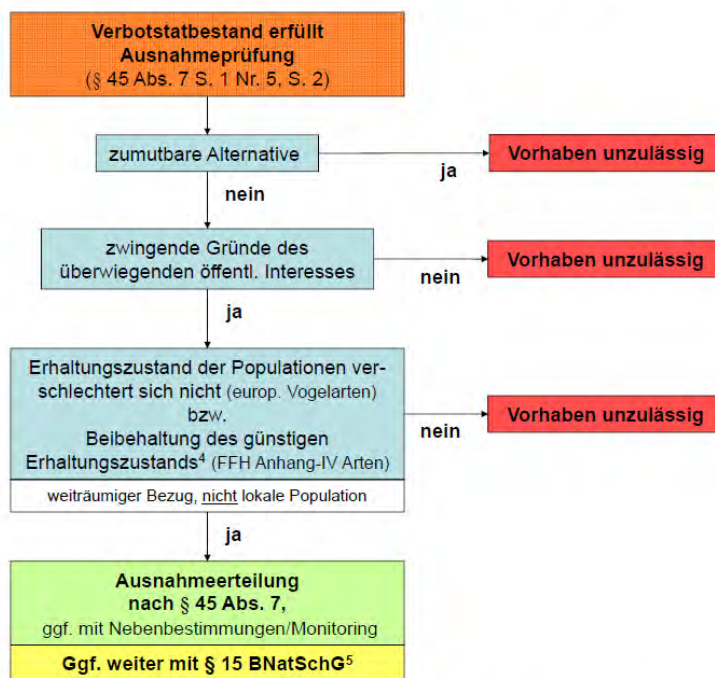 Verbotstatbestand erfüllt
Ausnahmeprüfung
(§ 45 Abs. 7 S. 1 Nr. 5, S. 2)
zumutbare Alternative
ja
Vorhaben unzulässig
nein
zwingende Gründe des
überwiegenden öffentl. Interesses
nein
Vorhaben unzulässig
ja
Erhaltungszustand der Populationen ver-
schlechtert sich nicht (europ. Vogelarten)
bzw.
Beibehaltung des günstigen
Erhaltungszustands⁴ (FFH Anhang-IV Arten)
nein
Vorhaben unzulässig
weiträumiger Bezug, nicht lokale Population
ja
Ausnahmeerteilung
nach § 45 Abs. 7,
ggf. mit Nebenbestimmungen/Monitoring
Ggf. weiter mit § 15 BNatSchG⁵